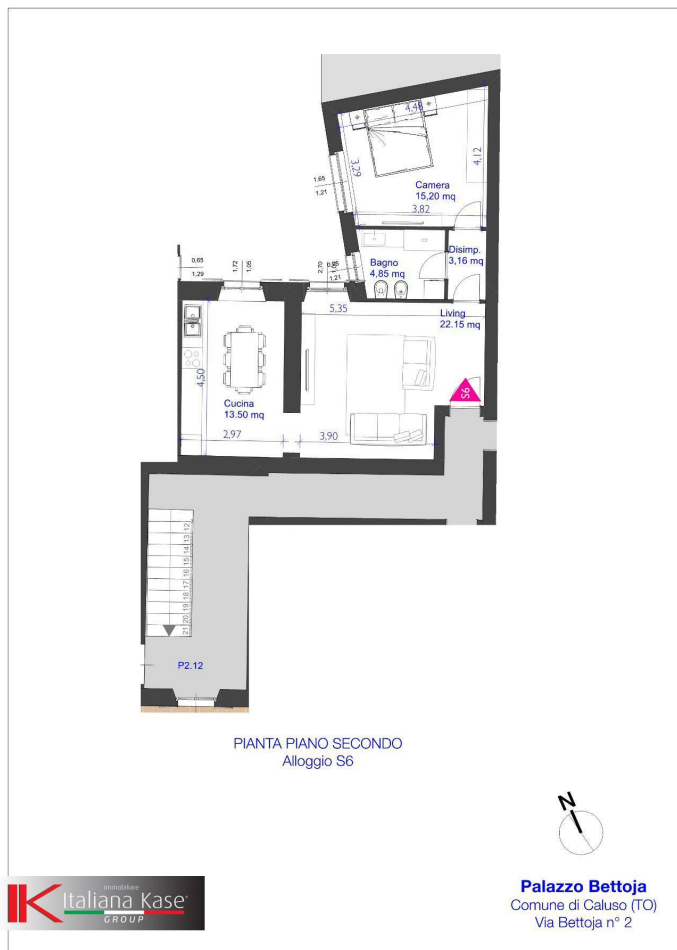 4,48
3,29
4,12
Camera
15,20 mq
3,82
1,65
1,21
Bagno
4,85 mq
Disimp.
3,16 mq
0,65
1,29
1,72
1,05
2,70
1,21
5,35
Living
22.15 mq
4,50
Cucina
13.50 mq
2,97
3,90
S6
12
13
14
15
16
17
18
19
20
21
P2.12
PIANTA PIANO SECONDO
Alloggio S6
N
immobiliare
Italiana Kase
GROUP
Palazzo Bettoja
Comune di Caluso (TO)
Via Bettoja n° 2